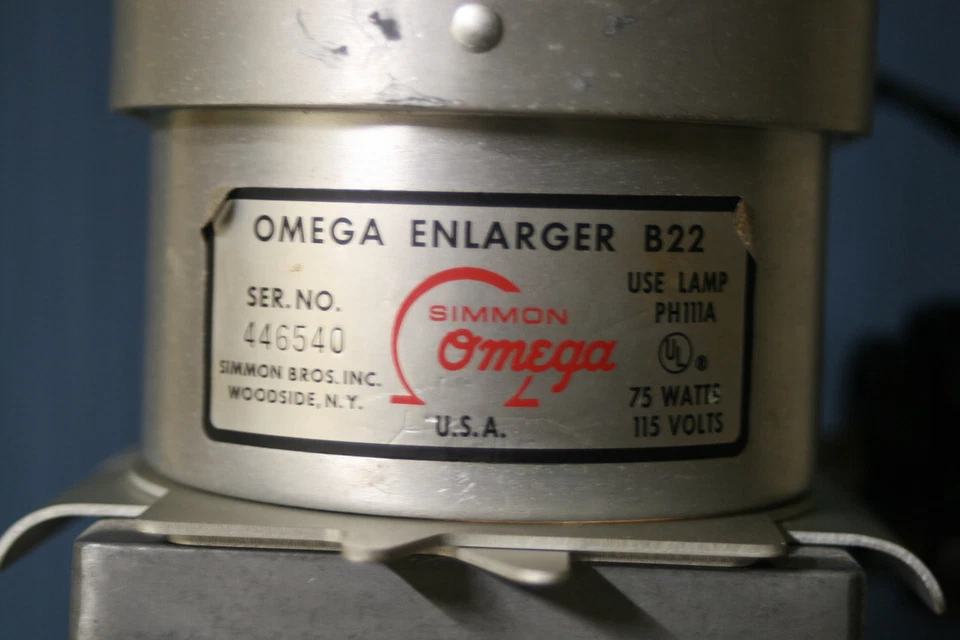 OMEGA ENLARGER B22
SER. NO.
446540
SIMMON BROS. INC.
WOODSIDE, N.Y.
SIMMON
Omega
U.S.A.
USE LAMP
PH111A
UL ®
75 WATTS
115 VOLTS